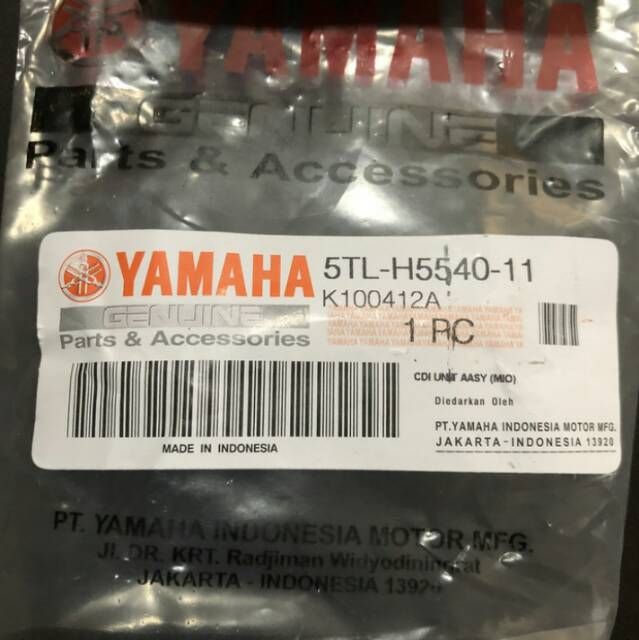 YAMAHA
GENUINE
Parts & Accessories
YAMAHA
GENUINE
Parts & Accessories
5TL-H5540-11
K100412A
1 PC
CDI UNIT AASY (MIO)
Diedarkan Oleh
PT.YAMAHA INDONESIA MOTOR MFG.
JAKARTA-INDONESIA 13920
MADE IN INDONESIA
PT. YAMAHA INDONESIA MOTOR MFG.
Jl. DR. KRT. Radjiman Widyodiningrat
JAKARTA - INDONESIA 13920